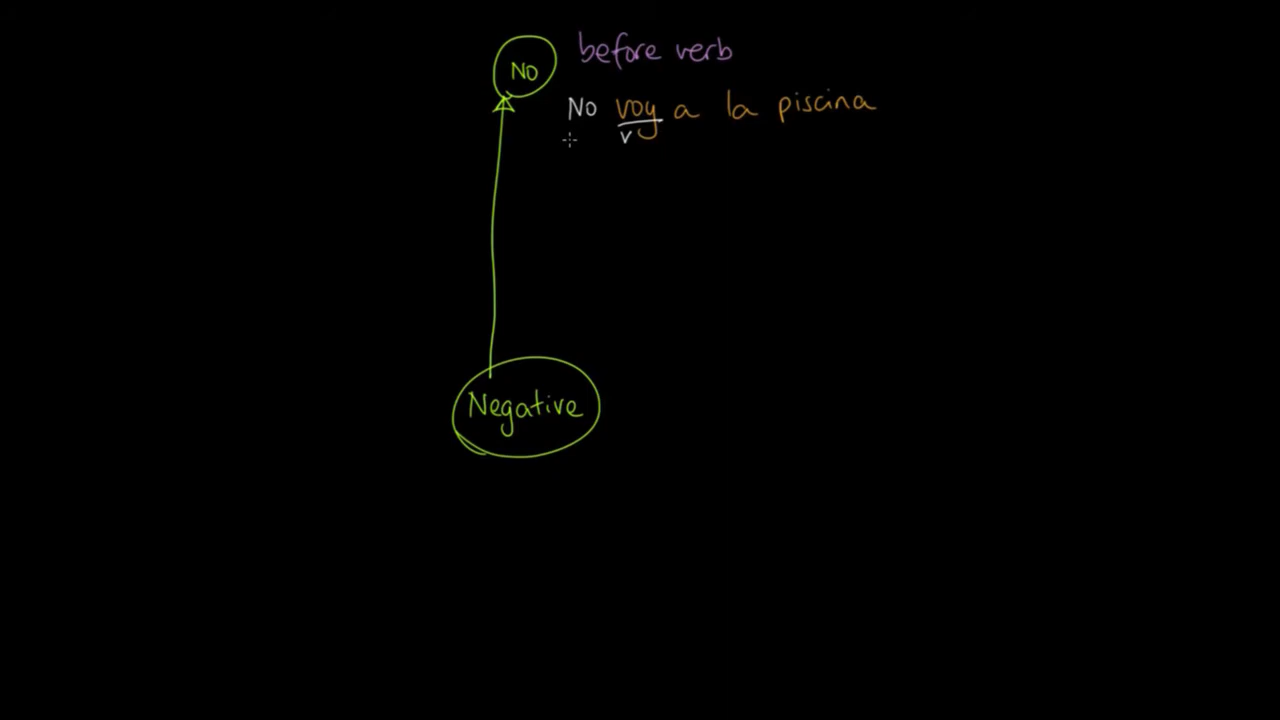 NO
before verb
No voy a la piscina
v
Negative